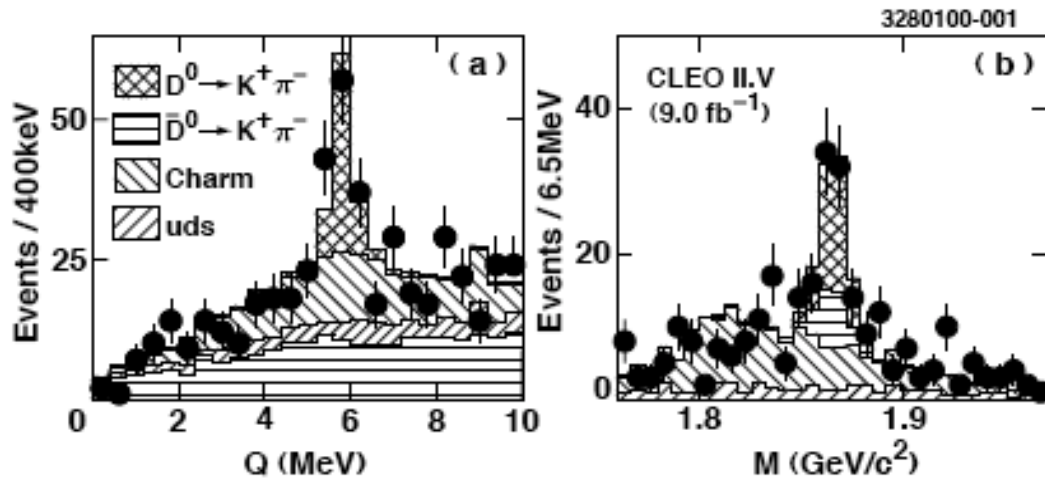 3280100-001
(a)
D⁰→K⁺π⁻
D̄⁰→K⁺π⁻
Charm
uds
Events / 400keV
50
25
0 2 4 6 8 10
Q (MeV)
(b)
CLEO II.V
(9.0 fb⁻¹)
Events / 6.5MeV
40
20
0
1.8 1.9
M (GeV/c²)